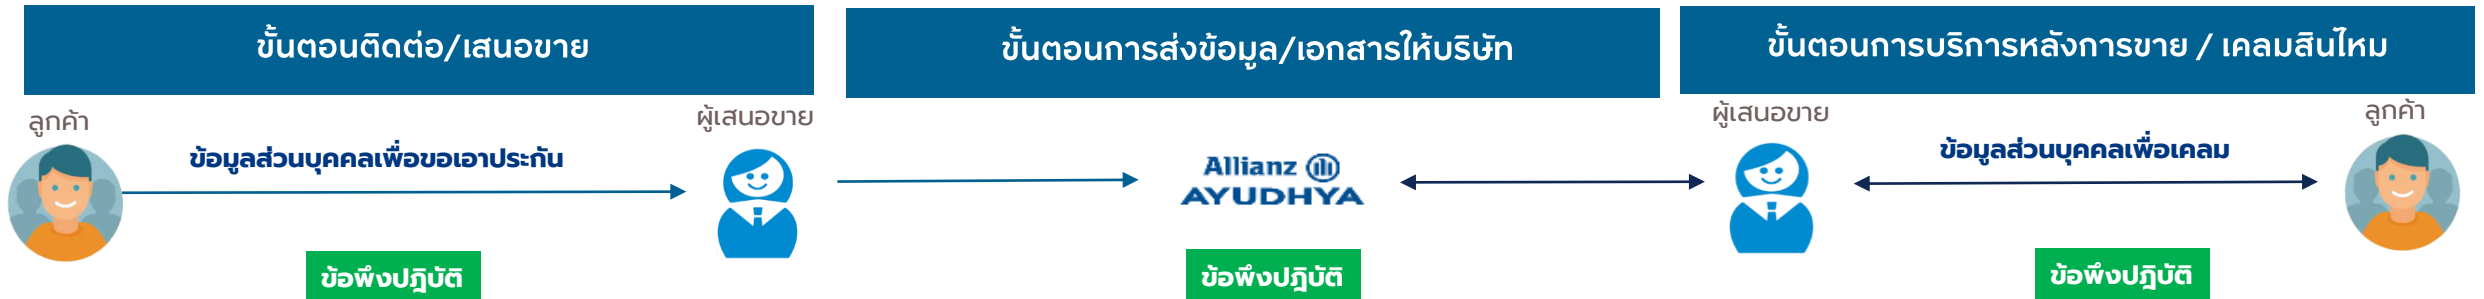 ขั้นตอนติดต่อ/เสนอขาย
ขั้นตอนการส่งข้อมูล/เอกสารให้บริษัท
ขั้นตอนการบริการหลังการขาย / เคลมสินไหม
ลูกค้า
ผู้เสนอขาย
ผู้เสนอขาย
ลูกค้า
ข้อมูลส่วนบุคคลเพื่อขอเอาประกัน
Allianz
AYUDHYA
ข้อมูลส่วนบุคคลเพื่อเคลม
ข้อพึงปฎิบัติ
ข้อพึงปฎิบัติ
ข้อพึงปฎิบัติ